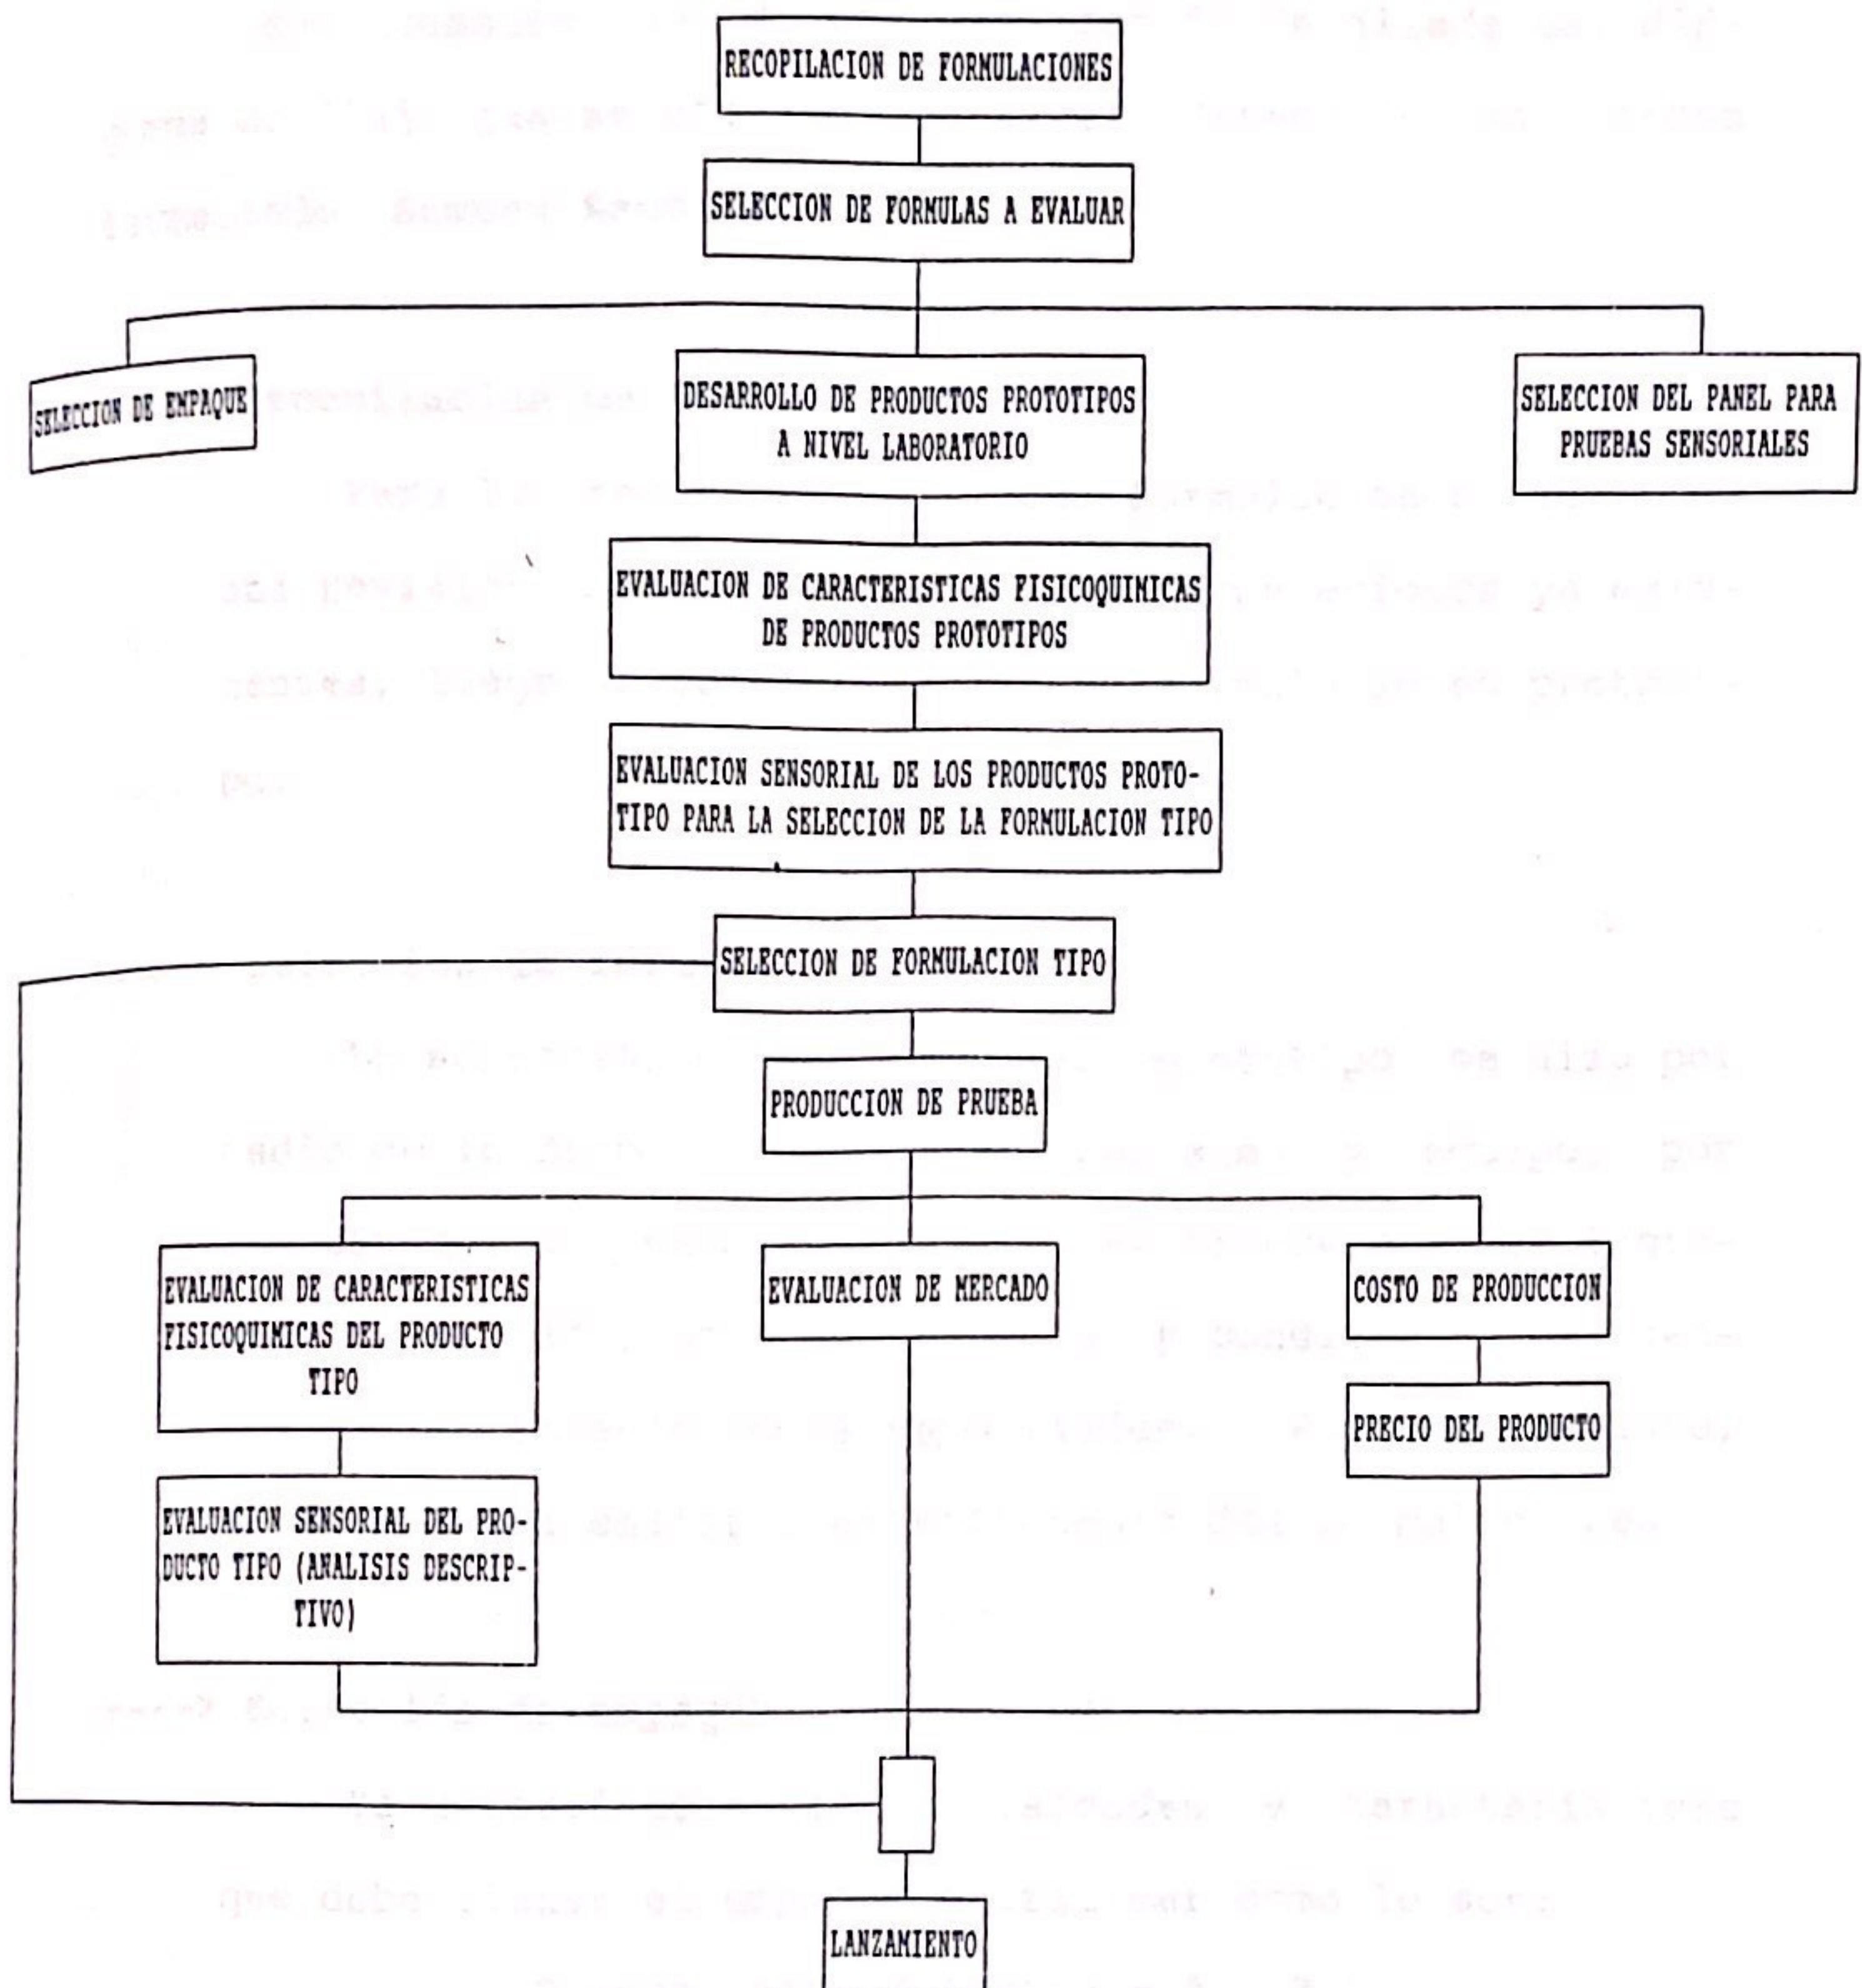 RECOPILACION DE FORMULACIONES
SELECCION DE FORMULAS A EVALUAR
SELECCION DE EMPAQUE
DESARROLLO DE PRODUCTOS PROTOTIPOS
A NIVEL LABORATORIO
SELECCION DEL PANEL PARA
PRUEBAS SENSORIALES
EVALUACION DE CARACTERISTICAS FISICOQUIMICAS
DE PRODUCTOS PROTOTIPOS
EVALUACION SENSORIAL DE LOS PRODUCTOS PROTO-
TIPO PARA LA SELECCION DE LA FORMULACION TIPO
SELECCION DE FORMULACION TIPO
PRODUCCION DE PRUEBA
EVALUACION DE CARACTERISTICAS
FISICOQUIMICAS DEL PRODUCTO
TIPO
EVALUACION SENSORIAL DEL PRO-
DUCTO TIPO (ANALISIS DESCRIP-
TIVO)
EVALUACION DE MERCADO
COSTO DE PRODUCCION
PRECIO DEL PRODUCTO
LANZAMIENTO